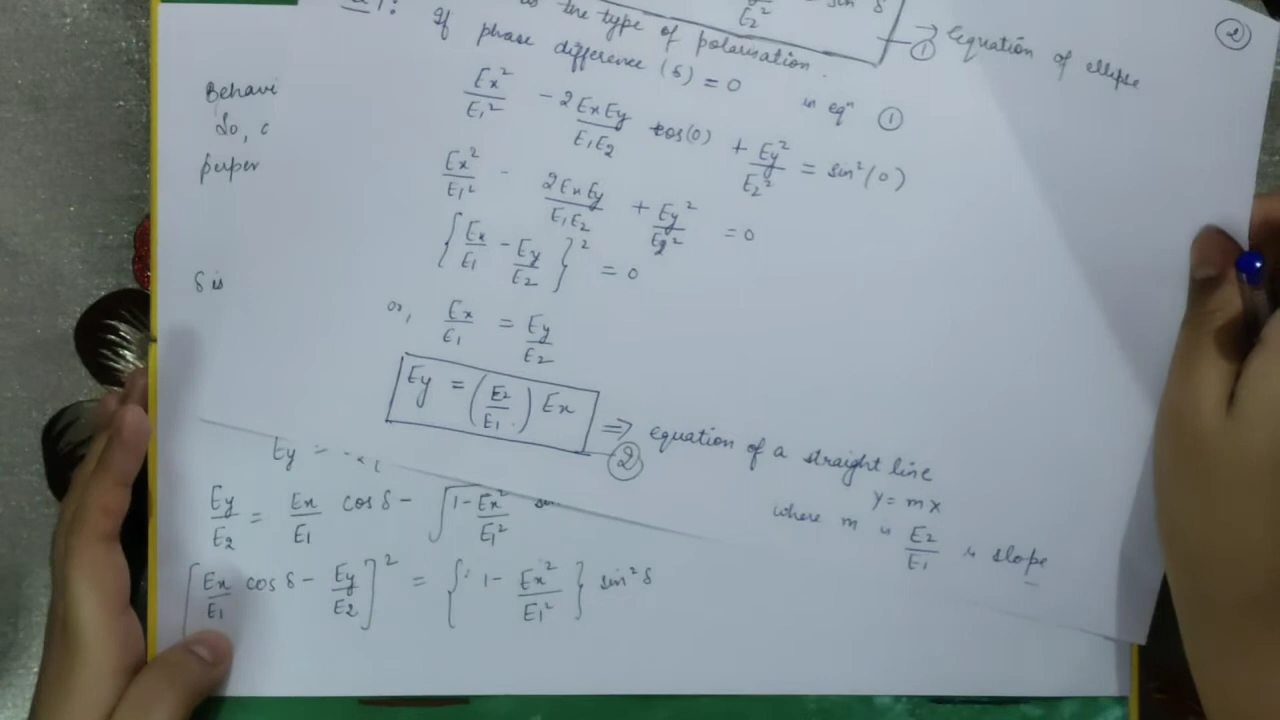 E₂² sin δ ⇒ Equation of ellipse ①
②
the type of polarisation.
If phase difference (δ) = 0 in eqⁿ ①
Ex²/E₁² - 2ExEy/E₁E₂ cos(0) + Ey²/E₂² = sin²(0)
Ex²/E₁² - 2ExEy/E₁E₂ + Ey²/E₂² = 0
{Ex/E₁ - Ey/E₂}² = 0
or, Ex/E₁ = Ey/E₂
Ey = (E₂/E₁) Ex ⇒ equation of a straight line ②
y = mx
where m is E₂/E₁ is slope
Behavi
So, c
δ is
Ey =
Ey/E₂ = Ex/E₁ cos δ - √1-Ex²/E₁²
[Ex/E₁ cos δ - Ey/E₂]² = {1 - Ex²/E₁²} sin²δ